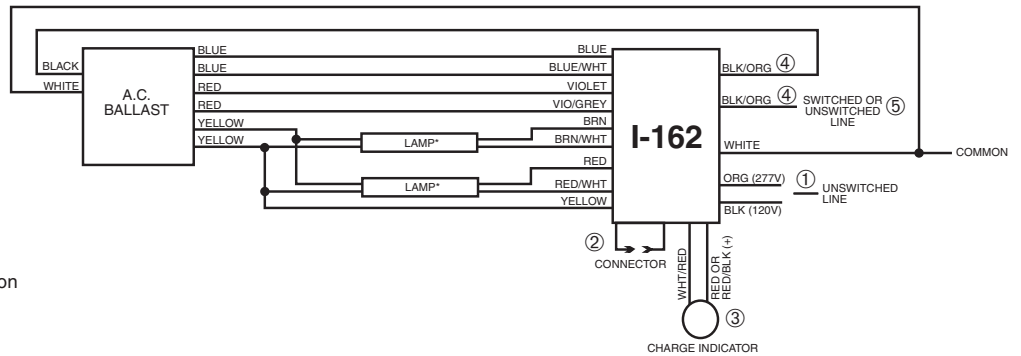 BLUE
BLUE
BLACK
BLUE
BLUE/WHT
BLK/ORG ④
WHITE
A.C.
BALLAST
RED
VIOLET
RED
VIO/GREY
BLK/ORG ④ SWITCHED OR
UNSWITCHED
LINE ⑤
YELLOW
BRN
YELLOW
LAMP*
BRN/WHT
I-162
WHITE
COMMON
RED
LAMP*
RED/WHT
ORG (277V) ① UNSWITCHED
LINE
YELLOW
BLK (120V)
②
CONNECTOR
WHT/RED
RED OR
RED/BLK (+)
on
③
CHARGE INDICATOR